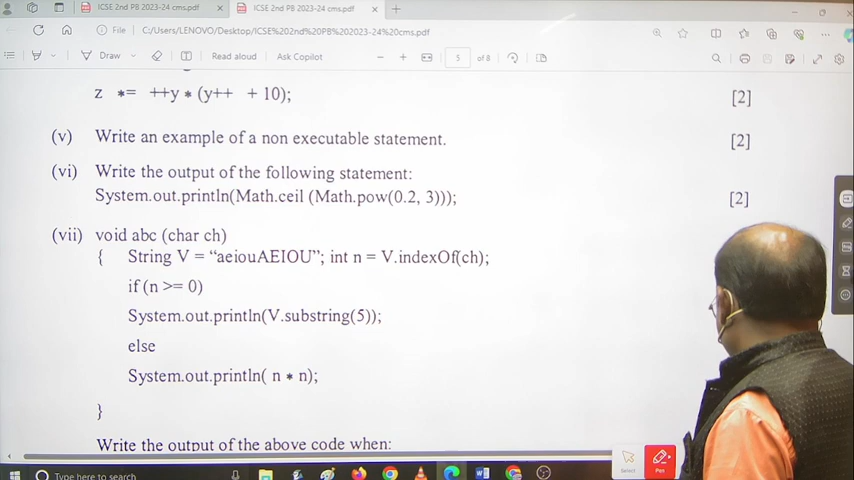 ICSE 2nd PB 2023-24 cms.pdf
ICSE 2nd PB 2023-24 cms.pdf
File
C:/Users/LENOVO/Desktop/ICSE%202nd%20PB%202023-24%20cms.pdf
Draw
Read aloud
Ask Copilot
5
of 8
z *= ++y * (y++ + 10);
[2]
(v) Write an example of a non executable statement.
[2]
(vi) Write the output of the following statement:
System.out.println(Math.ceil (Math.pow(0.2, 3)));
[2]
(vii) void abc (char ch)
{ String V = “aeiouAEIOU”; int n = V.indexOf(ch);
if (n >= 0)
System.out.println(V.substring(5));
else
System.out.println( n * n);
}
Write the output of the above code when:
Select
Pen
Type here to search